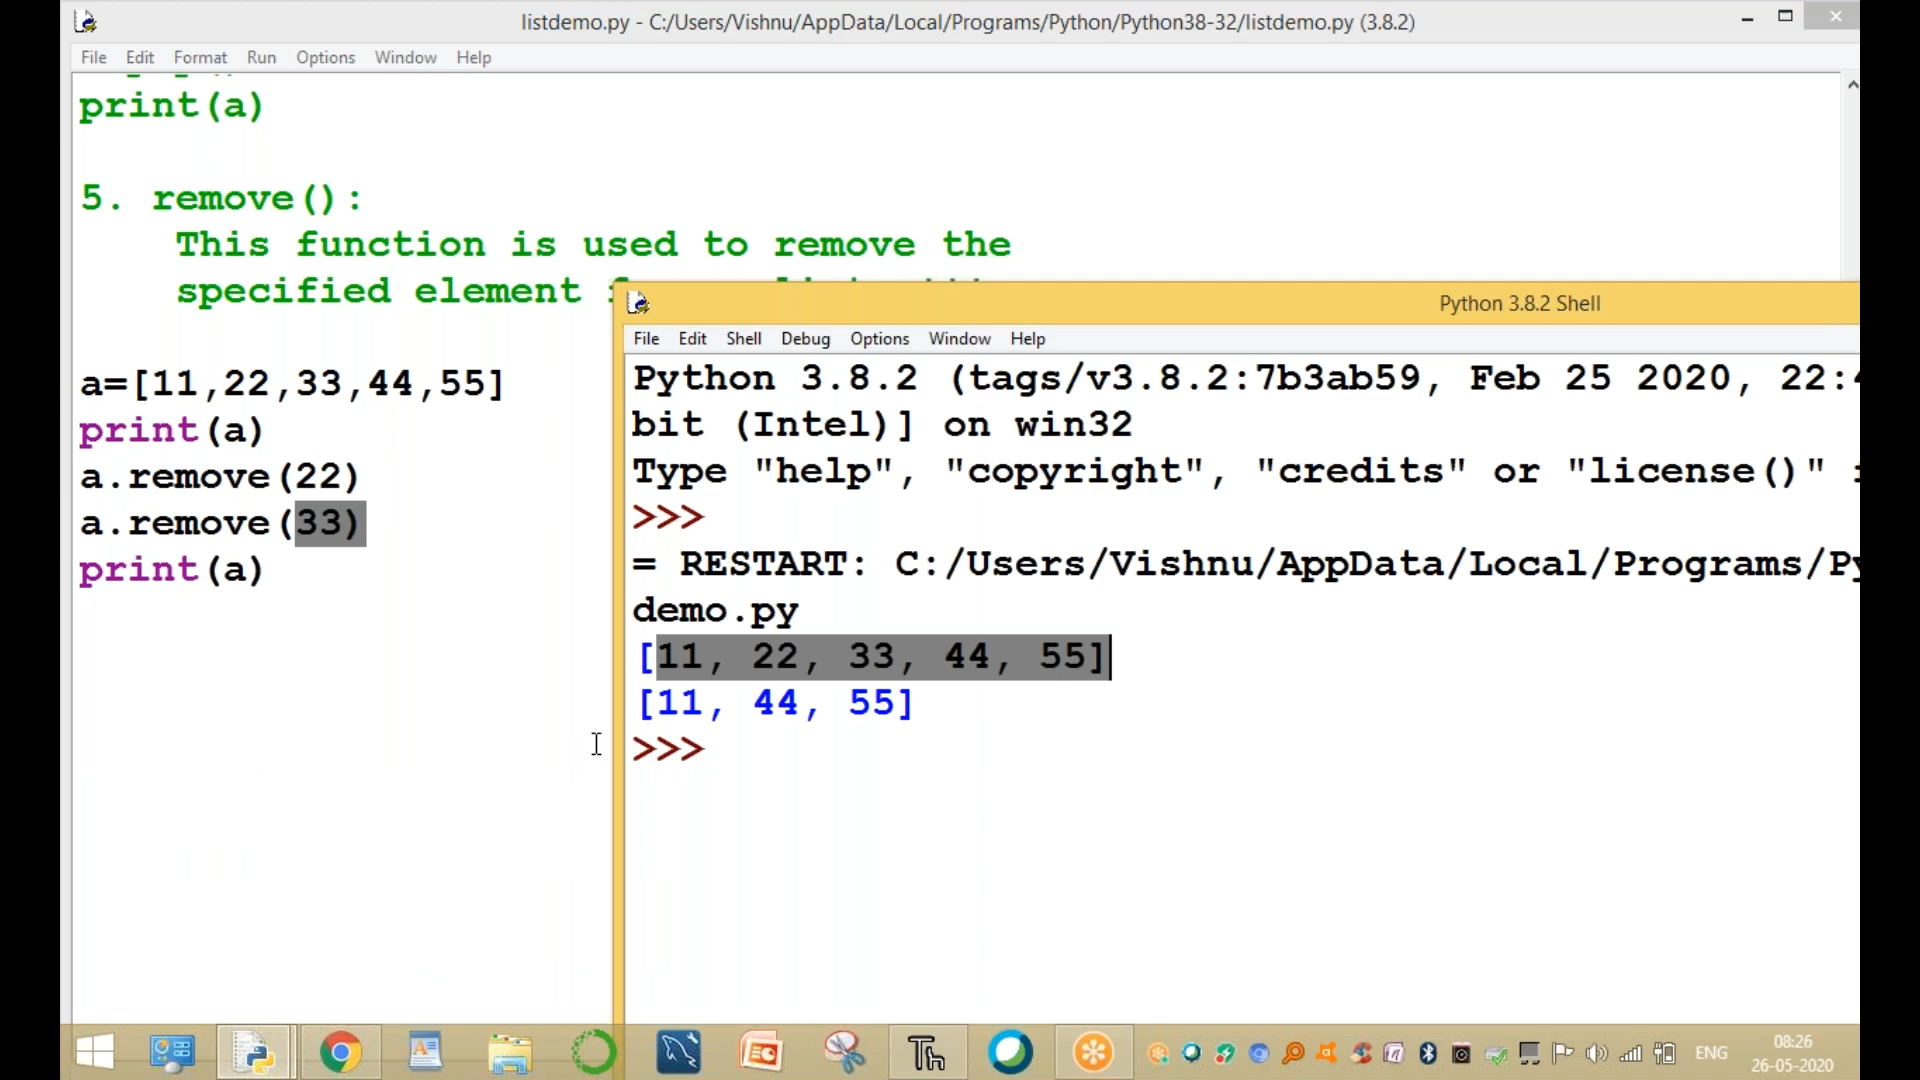 listdemo.py - C:/Users/Vishnu/AppData/Local/Programs/Python/Python38-32/listdemo.py (3.8.2)
File Edit Format Run Options Window Help
print(a)
5. remove():
This function is used to remove the
specified element
a=[11,22,33,44,55]
print(a)
a.remove(22)
a.remove(33)
print(a)
Python 3.8.2 Shell
File Edit Shell Debug Options Window Help
Python 3.8.2 (tags/v3.8.2:7b3ab59, Feb 25 2020, 22:
bit (Intel)] on win32
Type "help", "copyright", "credits" or "license()"
>>>
= RESTART: C:/Users/Vishnu/AppData/Local/Programs/Py
demo.py
[11, 22, 33, 44, 55]
[11, 44, 55]
>>>
Th
ENG
08:26
26-05-2020